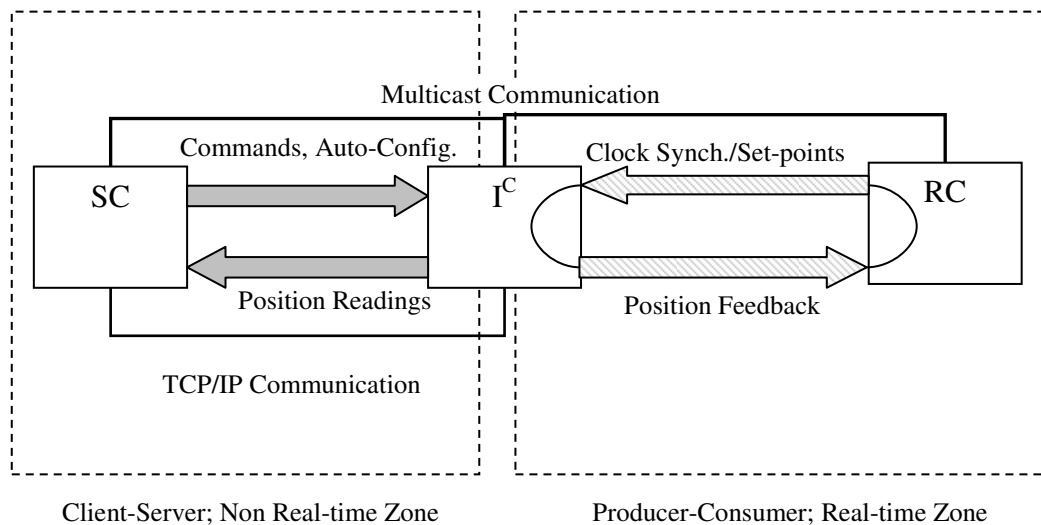 Multicast Communication
Commands, Auto-Config.
Clock Synch./Set-points
SC
I^C
RC
Position Readings
Position Feedback
TCP/IP Communication
Client-Server; Non Real-time Zone
Producer-Consumer; Real-time Zone